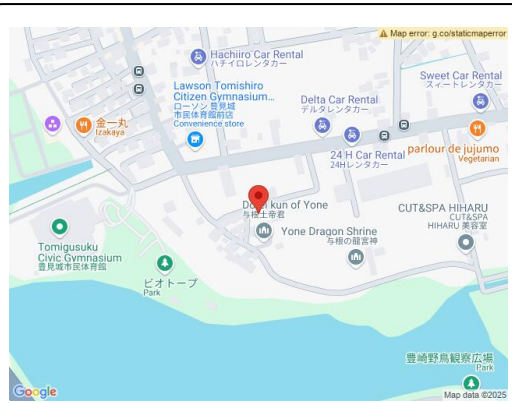 Map error: g.co/staticmaperror
Hachiiro Car Rental
ハチイロレンタカー
Sweet Car Rental
スィートレンタカー
Lawson Tomishiro
Citizen Gymnasium...
ローソン 豊見城
市民体育館前店
Convenience store
Delta Car Rental
デルタレンタカー
金一丸
Izakaya
24 H Car Rental
24Hレンタカー
parlour de jujumo
Vegetarian
kun of Yone
与根土帝君
Yone Dragon Shrine
与根の龍宮神
CUT&SPA HIHARU
CUT&SPA
HIHARU 美容室
Tomigusuku
Civic Gymnasium
豊見城市民体育館
ビオトープ
Park
豊崎野鳥観察広場
Park
Google
Map data ©2025